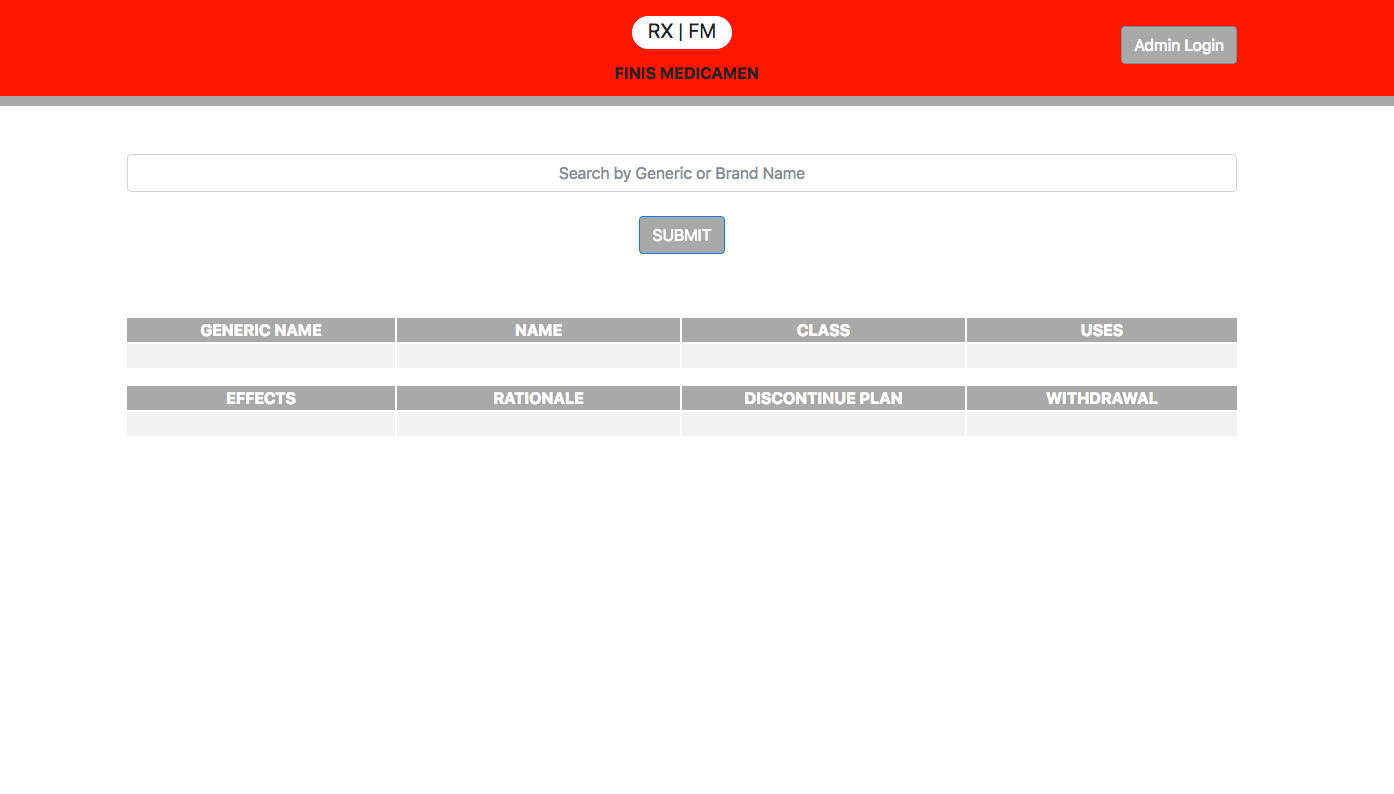 RX | FM
Admin Login
FINIS MEDICAMEN
Search by Generic or Brand Name
SUBMIT
GENERIC NAME NAME CLASS USES
EFFECTS RATIONALE DISCONTINUE PLAN WITHDRAWAL